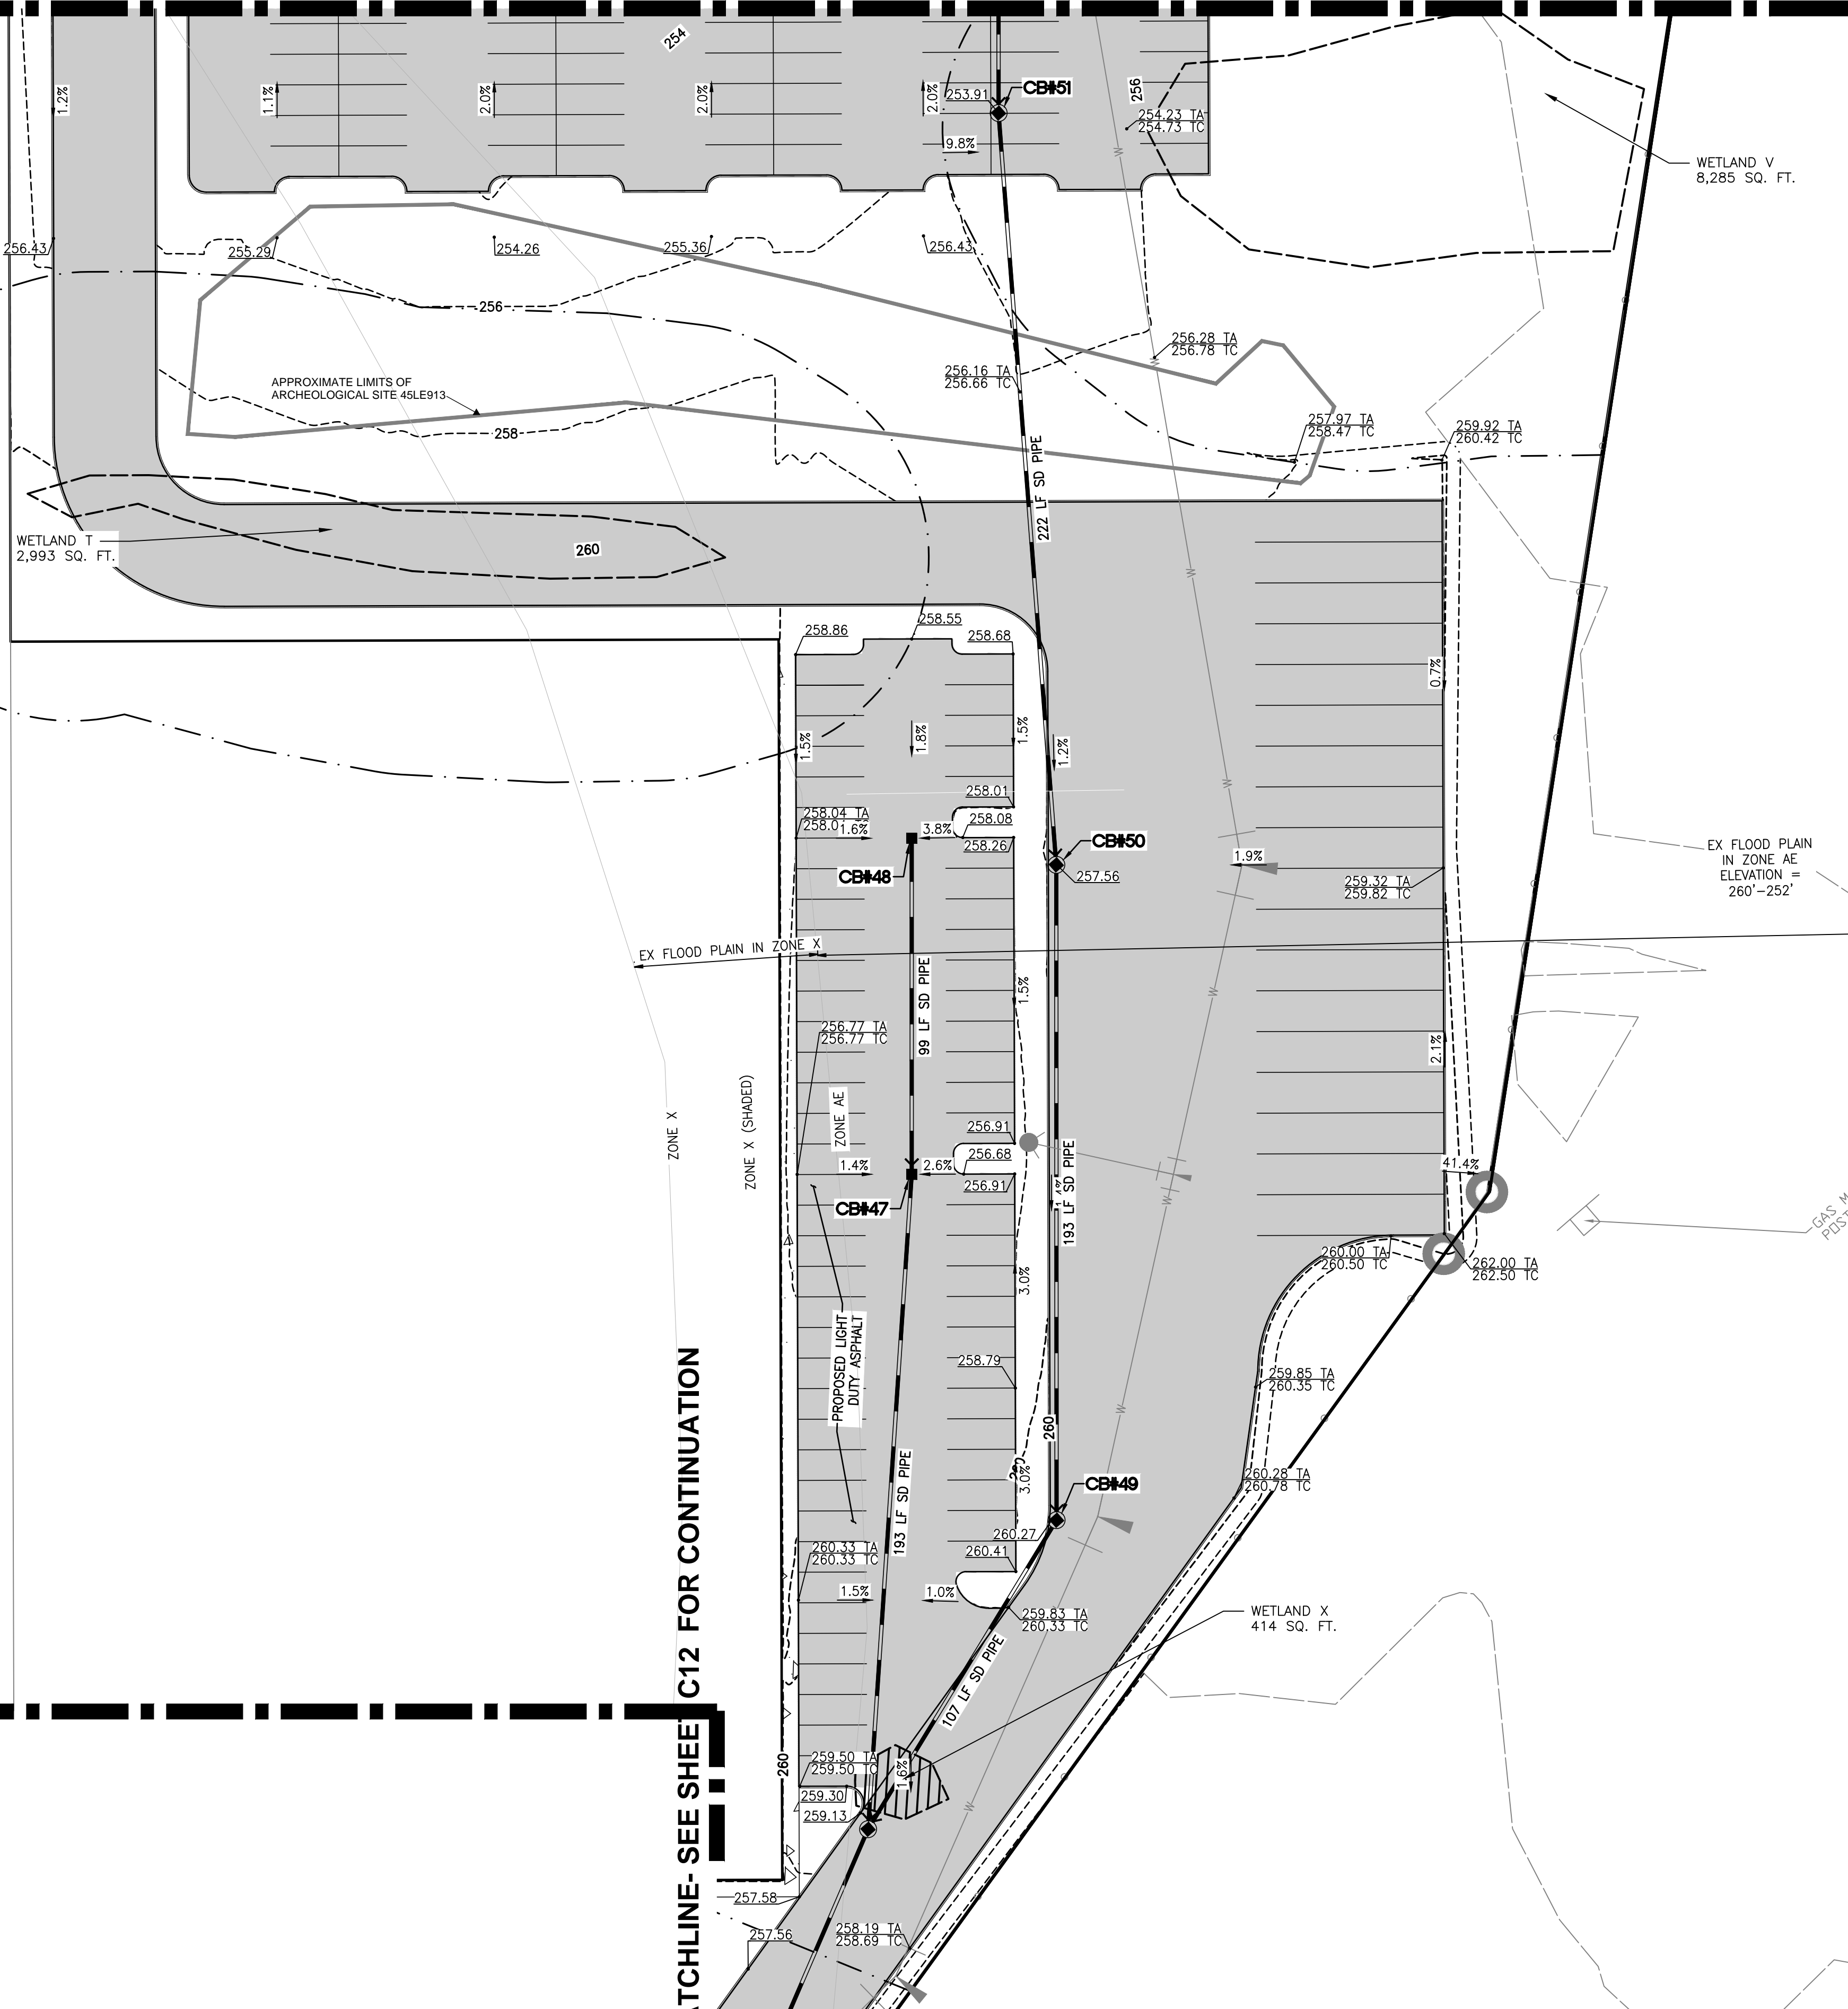 254
1.2%
1.1%
2.0%
2.0%
2.0%
253.91
CB#51
256
254.23 TA
254.73 TC
9.8%
WETLAND V
8,285 SQ. FT.
256.43
255.29
254.26
255.36
256.43
256
256.28 TA
256.78 TC
256.16 TA
256.66 TC
APPROXIMATE LIMITS OF
ARCHEOLOGICAL SITE 45LE913
258
257.97 TA
258.47 TC
259.92 TA
260.42 TC
222 LF SD PIPE
WETLAND T
2,993 SQ. FT.
260
258.86
258.55
258.68
0.7%
1.5%
1.8%
1.5%
1.2%
258.01
258.04 TA
1.6%
3.8%
258.08
258.26
CB#50
257.56
CB#48
1.9%
259.32 TA
259.82 TC
EX FLOOD PLAIN
IN ZONE AE
ELEVATION =
260'-252'
EX FLOOD PLAIN IN ZONE X
99 LF SD PIPE
1.5%
256.77 TA
256.77 TC
2.1%
ZONE X
ZONE X (SHADED)
ZONE AE
256.91
256.68
256.91
1.4%
2.6%
CB#47
193 LF SD PIPE
41.4%
GAS M
POST
260.00 TA
260.50 TC
262.00 TA
262.50 TC
3.0%
PROPOSED LIGHT
DUTY ASPHALT
258.79
259.85 TA
260.35 TC
260
3.0%
260.28 TA
260.78 TC
CB#49
193 LF SD PIPE
260.27
260.33 TA
260.33 TC
260.41
1.5%
1.0%
259.83 TA
260.33 TC
WETLAND X
414 SQ. FT.
107 LF SD PIPE
260
259.50 TA
259.50 TC
1.6%
259.30
259.13
257.58
257.56
258.19 TA
258.69 TC
ATCHLINE- SEE SHEET C12 FOR CONTINUATION